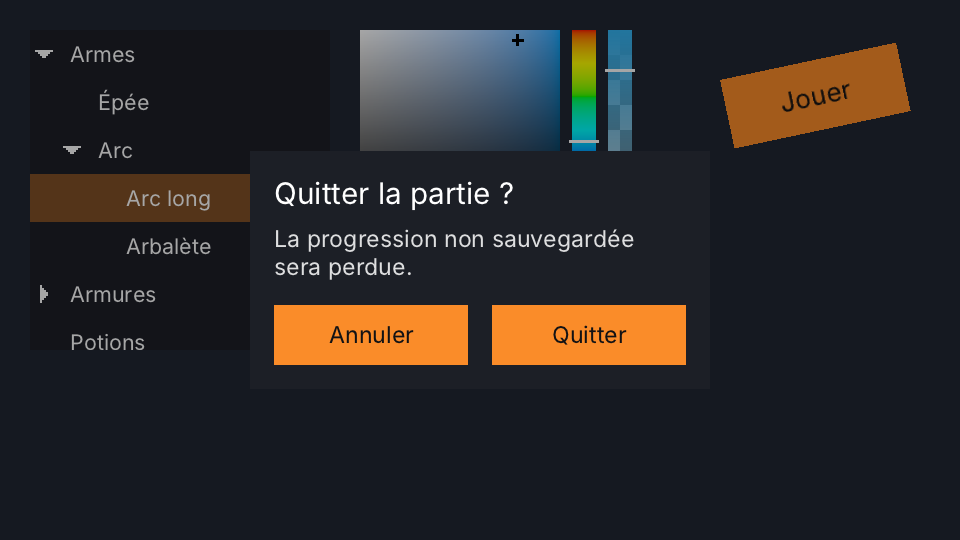 Armes
Épée
Arc
Arc long
Arbalète
Armures
Potions
Jouer
Quitter la partie ?
La progression non sauvegardée
sera perdue.
Annuler
Quitter